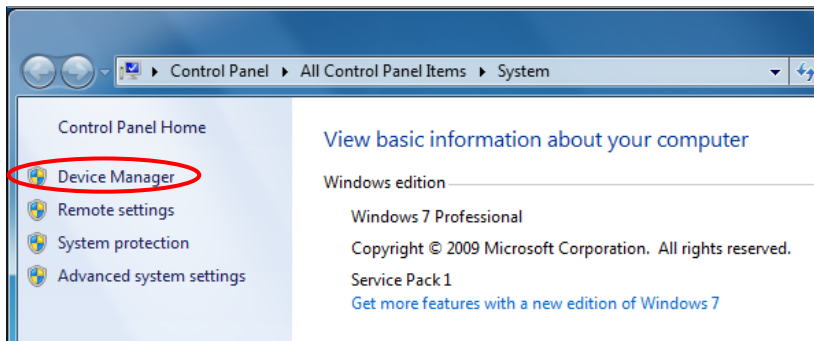 Control Panel ▸ All Control Panel Items ▸ System
Control Panel Home
Device Manager
Remote settings
System protection
Advanced system settings
View basic information about your computer
Windows edition
Windows 7 Professional
Copyright © 2009 Microsoft Corporation. All rights reserved.
Service Pack 1
Get more features with a new edition of Windows 7